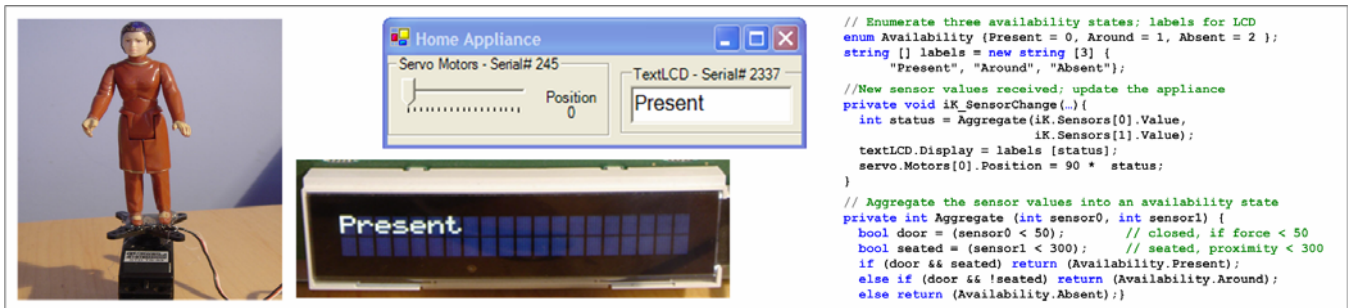 Home Appliance
Servo Motors - Serial# 245
Position
0
TextLCD - Serial# 2337
Present
Present
// Enumerate three availability states; labels for LCD
enum Availability {Present = 0, Around = 1, Absent = 2 };
string [] labels = new string [3] {
"Present", "Around", "Absent"};
//New sensor values received; update the appliance
private void iK_SensorChange(…){
int status = Aggregate(iK.Sensors[0].Value,
iK.Sensors[1].Value);
textLCD.Display = labels [status];
servo.Motors[0].Position = 90 * status;
}
// Aggregate the sensor values into an availability state
private int Aggregate (int sensor0, int sensor1) {
bool door = (sensor0 < 50); // closed, if force < 50
bool seated = (sensor1 < 300); // seated, proximity < 300
if (door && seated) return (Availability.Present);
else if (door && !seated) return (Availability.Around);
else return (Availability.Absent);}